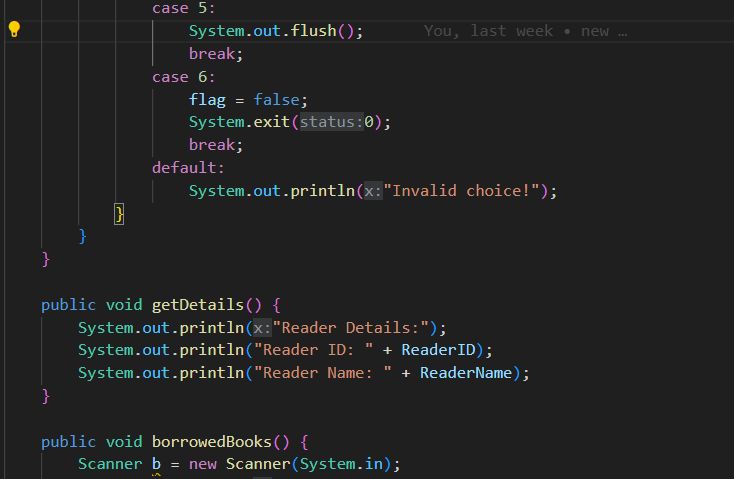 case 5:
System.out.flush(); You, last week • new …
break;
case 6:
flag = false;
System.exit(status:0);
break;
default:
System.out.println(x:"Invalid choice!");
}
}
}
public void getDetails() {
System.out.println(x:"Reader Details:");
System.out.println("Reader ID: " + ReaderID);
System.out.println("Reader Name: " + ReaderName);
}
public void borrowedBooks() {
Scanner b = new Scanner(System.in);